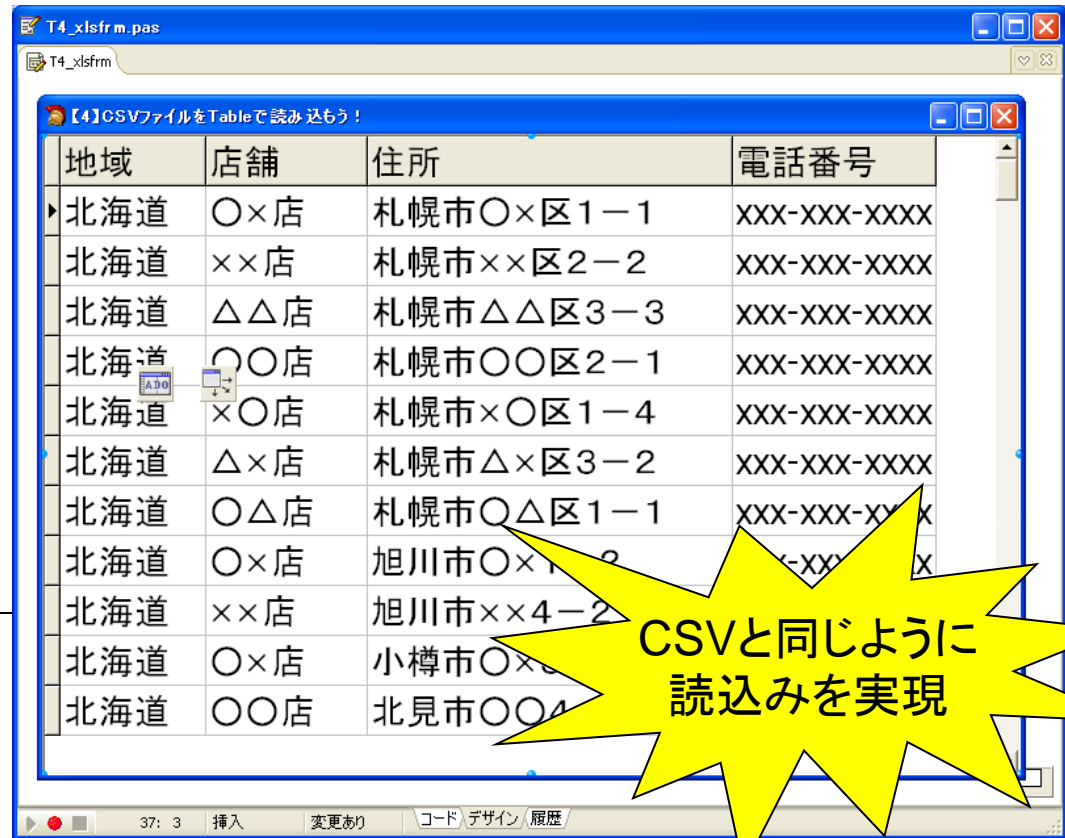 T4_xlsfrm.pas
T4_xlsfrm
【4】CSVファイルをTableで読み込もう!
地域 店舗 住所 電話番号
北海道 ○×店 札幌市○×区1－1 xxx-xxx-xxxx
北海道 ××店 札幌市××区2－2 xxx-xxx-xxxx
北海道 △△店 札幌市△△区3－3 xxx-xxx-xxxx
北海道 ○○店 札幌市○○区2－1 xxx-xxx-xxxx
ADO
北海道 ×○店 札幌市×○区1－4 xxx-xxx-xxxx
北海道 △×店 札幌市△×区3－2 xxx-xxx-xxxx
北海道 ○△店 札幌市○△区1－1 xxx-xxx-xx
北海道 ○×店 旭川市○×
北海道 ××店 旭川市××4－2
北海道 ○×店 小樽市○×
北海道 ○○店 北見市○○4
CSVと同じように
読込みを実現
37: 3 挿入 変更あり コード デザイン 履歴